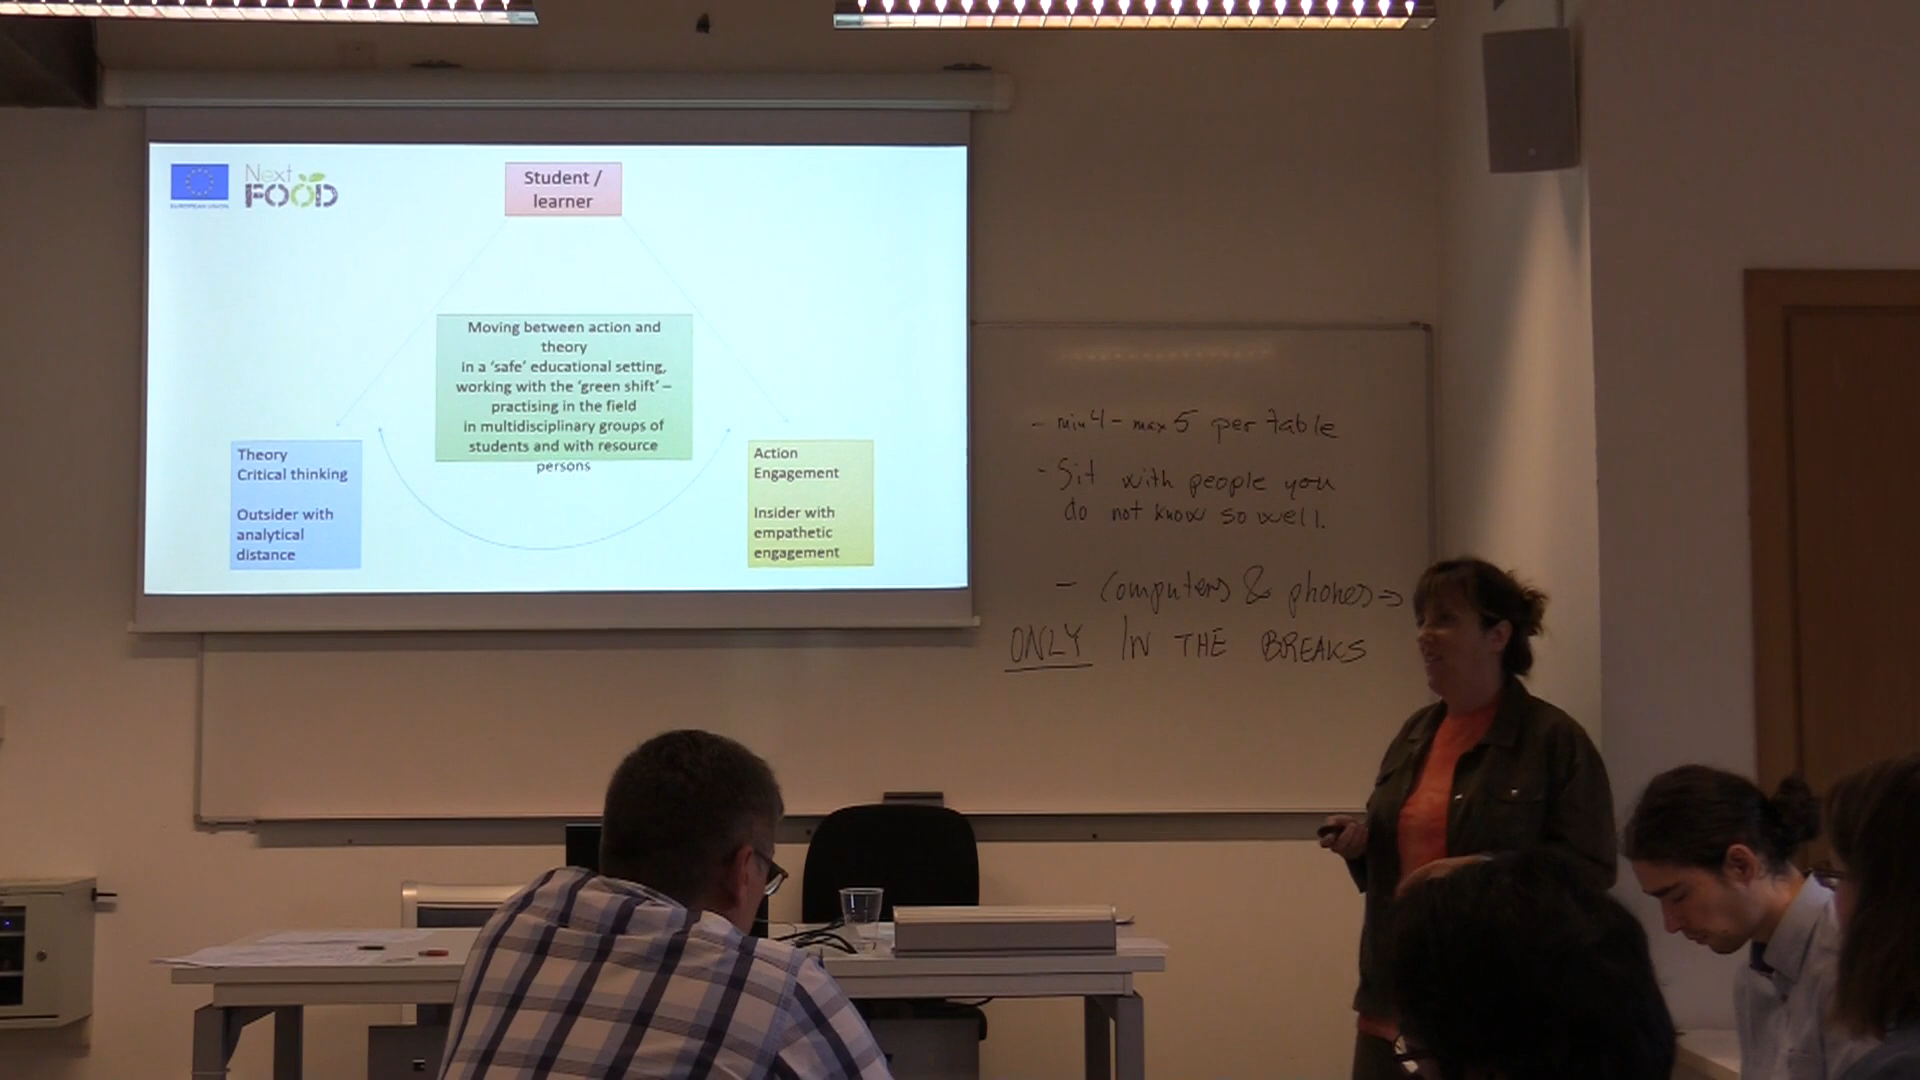 EUROPEAN UNION
Next
FOOD
Student /
learner
Moving between action and
theory
in a ‘safe’ educational setting,
working with the ‘green shift’ –
practising in the field
in multidisciplinary groups of
students and with resource
persons
Theory
Critical thinking
Outsider with
analytical
distance
Action
Engagement
Insider with
empathetic
engagement
- min 4 - max 5 per table
- Sit with people you
do not know so well.
- Computers & phones ⇒
ONLY IN THE BREAKS